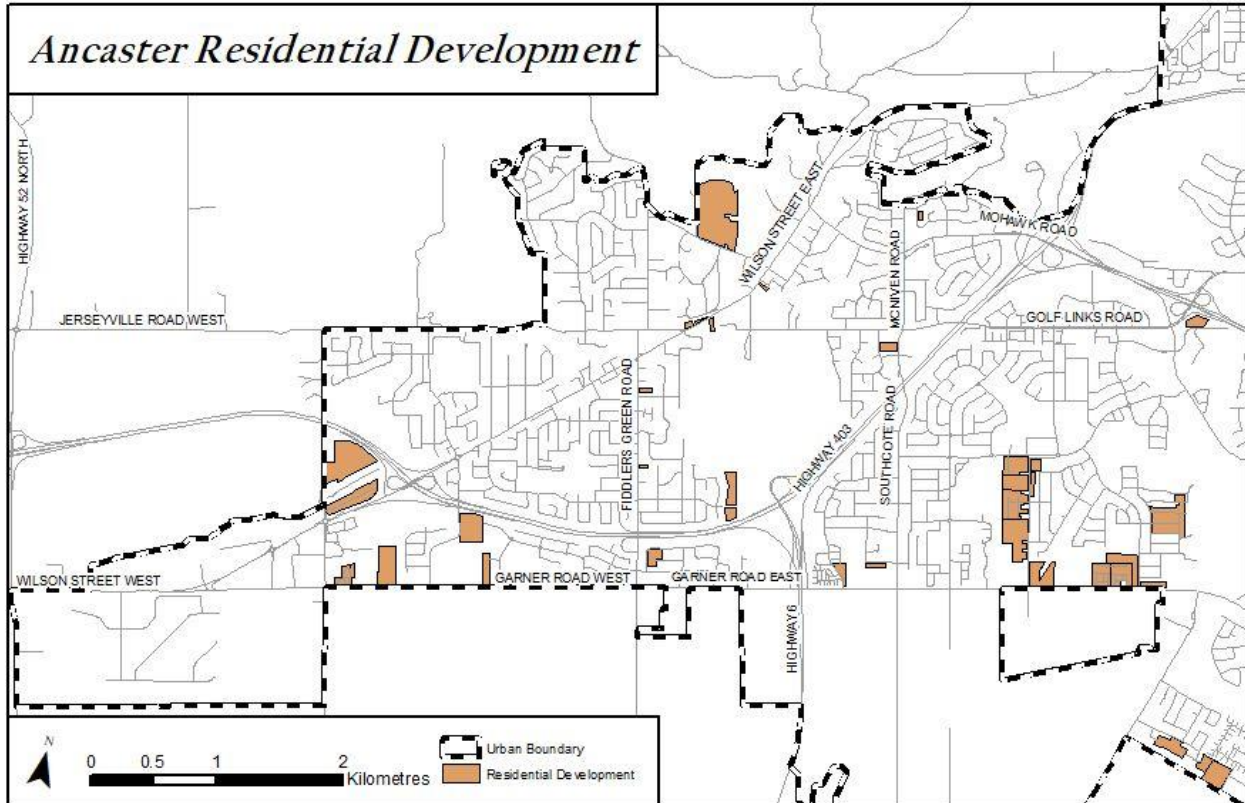 Ancaster Residential Development
HIGHWAY 52 NORTH
WILSON STREET EAST
MOHAWK ROAD
MCNIVEN ROAD
JERSEYVILLE ROAD WEST
GOLF LINKS ROAD
FIDDLERS GREEN ROAD
HIGHWAY 403
SOUTHCOTE ROAD
WILSON STREET WEST
GARNER ROAD WEST
GARNER ROAD EAST
HIGHWAY 6
N
0 0.5 1 2
Kilometres
Urban Boundary
Residential Development